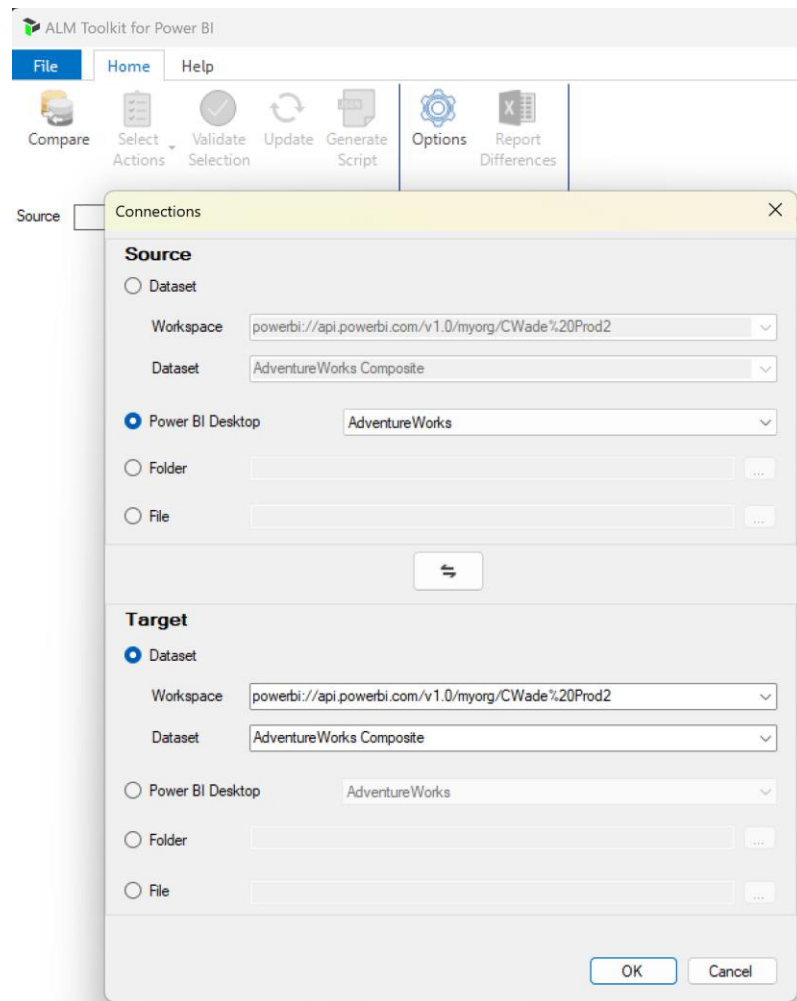 ALM Toolkit for Power BI
File Home Help
Compare Select Actions Validate Selection Update Generate Script Options Report Differences
Source
Connections
Source
Dataset
Workspace powerbi://api.powerbi.com/v1.0/myorg/CWade%20Prod2
Dataset AdventureWorks Composite
Power BI Desktop AdventureWorks
Folder ...
File ...
Target
Dataset
Workspace powerbi://api.powerbi.com/v1.0/myorg/CWade%20Prod2
Dataset AdventureWorks Composite
Power BI Desktop AdventureWorks
Folder ...
File ...
OK Cancel